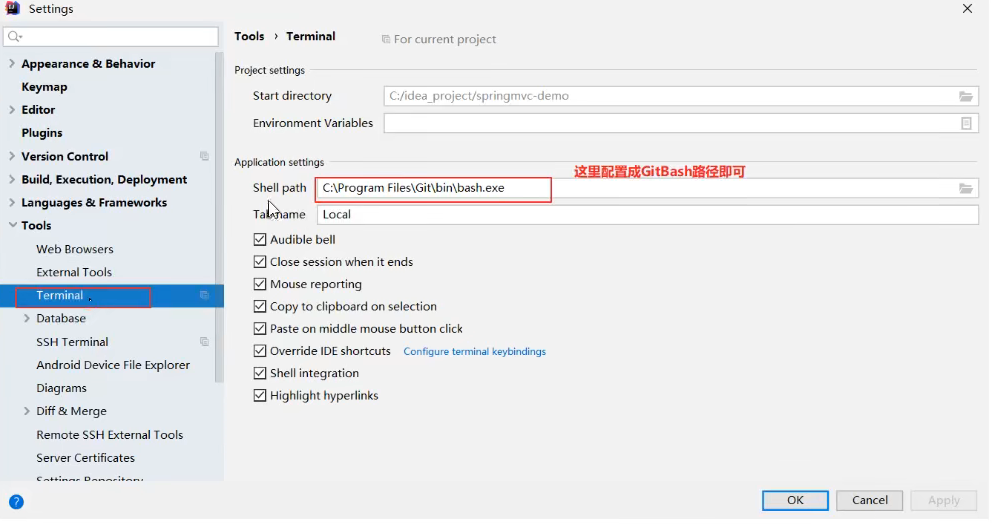 Settings
Tools › Terminal
For current project
Appearance & Behavior
Keymap
Editor
Plugins
Version Control
Build, Execution, Deployment
Languages & Frameworks
Tools
Web Browsers
External Tools
Terminal
Database
SSH Terminal
Android Device File Explorer
Diagrams
Diff & Merge
Remote SSH External Tools
Server Certificates
Settings Repository
Project settings
Start directory C:/idea_project/springmvc-demo
Environment Variables
Application settings
这里配置成GitBash路径即可
Shell path C:\Program Files\Git\bin\bash.exe
Tab name Local
Audible bell
Close session when it ends
Mouse reporting
Copy to clipboard on selection
Paste on middle mouse button click
Override IDE shortcuts Configure terminal keybindings
Shell integration
Highlight hyperlinks
?
OK Cancel Apply